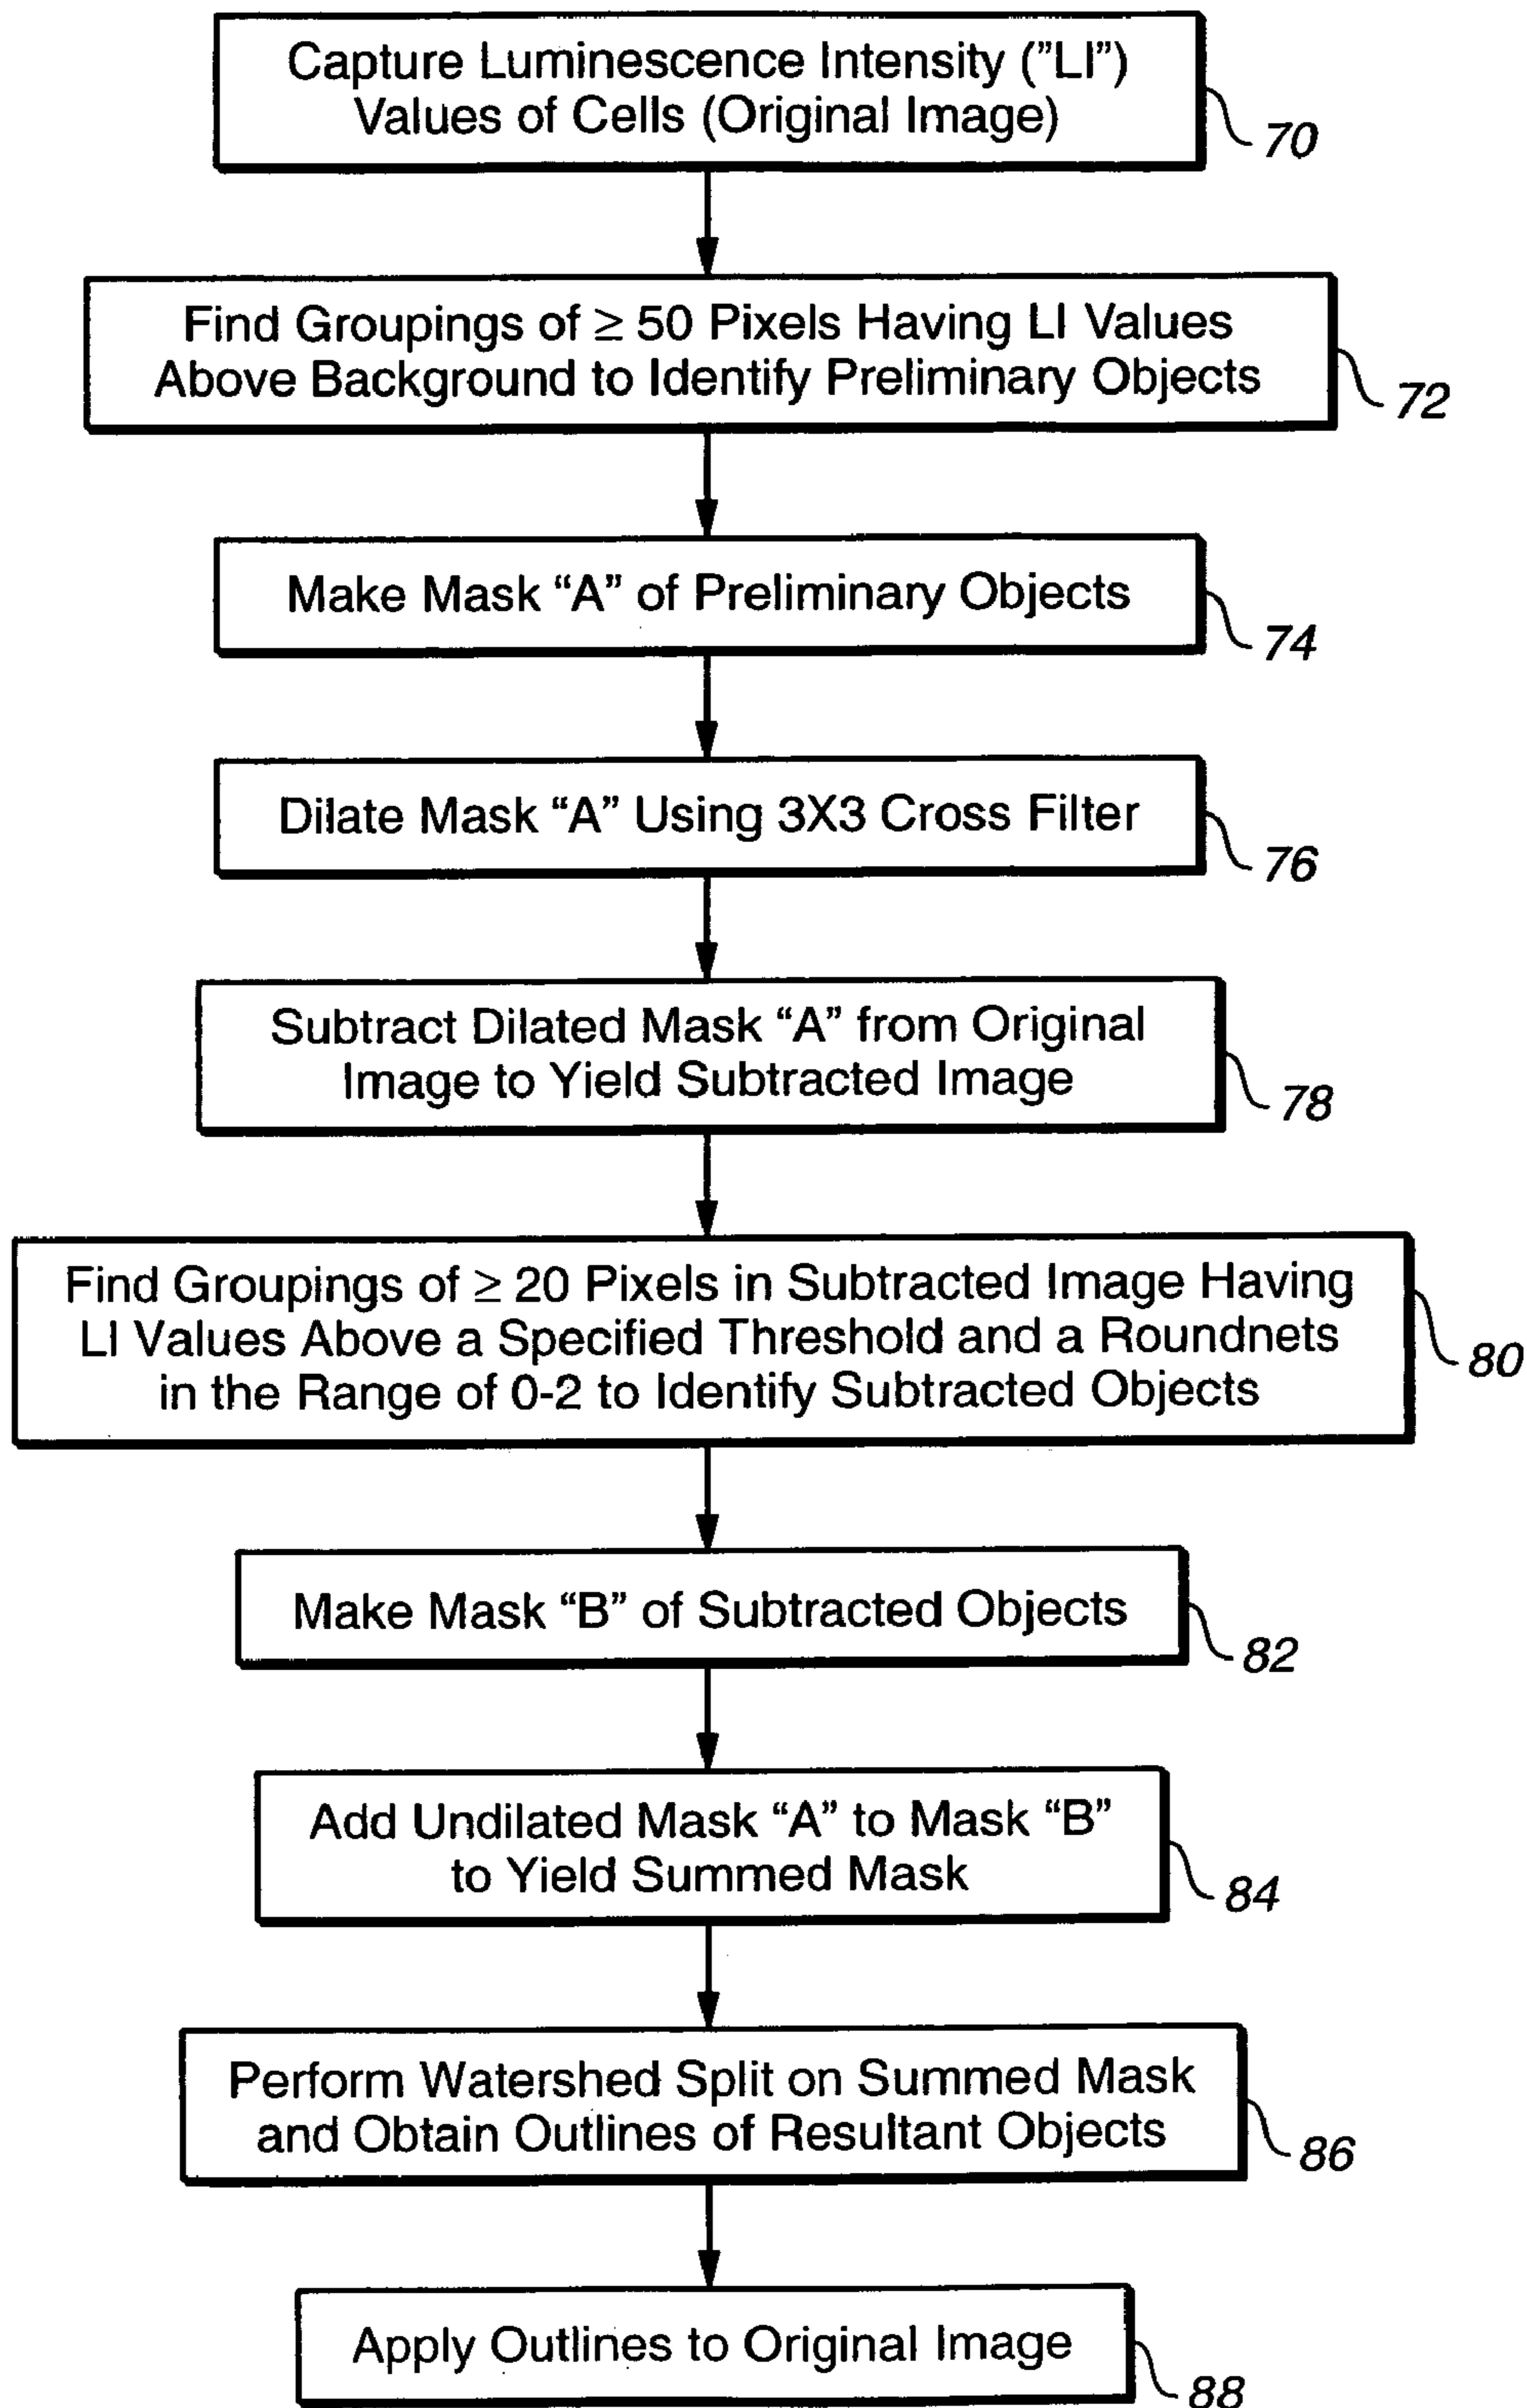 Capture Luminescence Intensity ("LI")
Values of Cells (Original Image)
70
Find Groupings of ≥ 50 Pixels Having LI Values
Above Background to Identify Preliminary Objects
72
Make Mask “A” of Preliminary Objects
74
Dilate Mask “A” Using 3X3 Cross Filter
76
Subtract Dilated Mask “A” from Original
Image to Yield Subtracted Image
78
Find Groupings of ≥ 20 Pixels in Subtracted Image Having
LI Values Above a Specified Threshold and a Roundnets
in the Range of 0-2 to Identify Subtracted Objects
80
Make Mask “B” of Subtracted Objects
82
Add Undilated Mask “A” to Mask “B”
to Yield Summed Mask
84
Perform Watershed Split on Summed Mask
and Obtain Outlines of Resultant Objects
86
Apply Outlines to Original Image
88